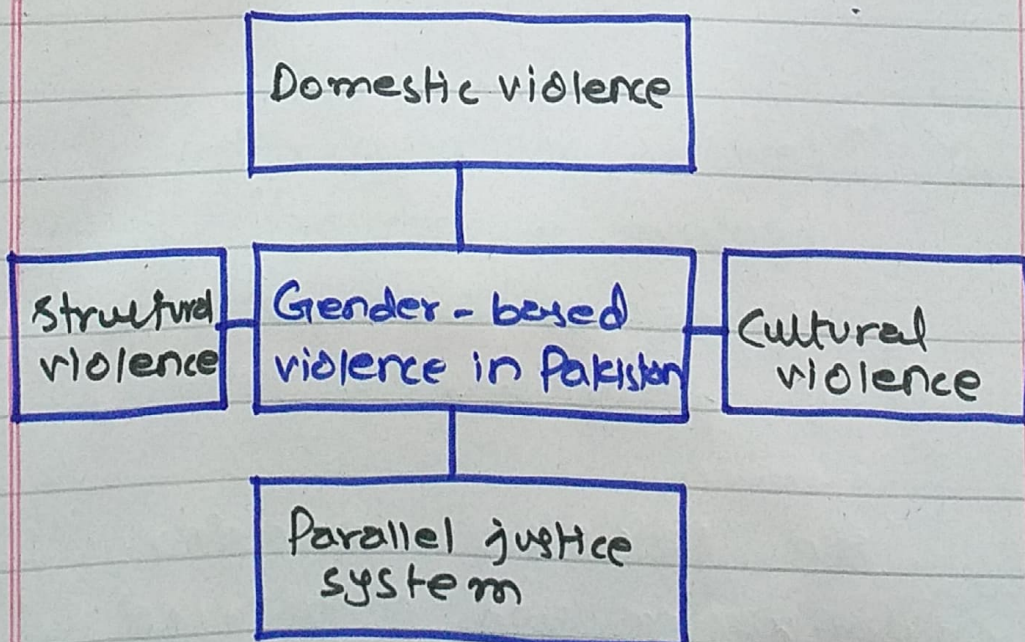 Domestic violence
Structural
violence
Gender-based
violence in Pakistan
Cultural
violence
Parallel justice
system